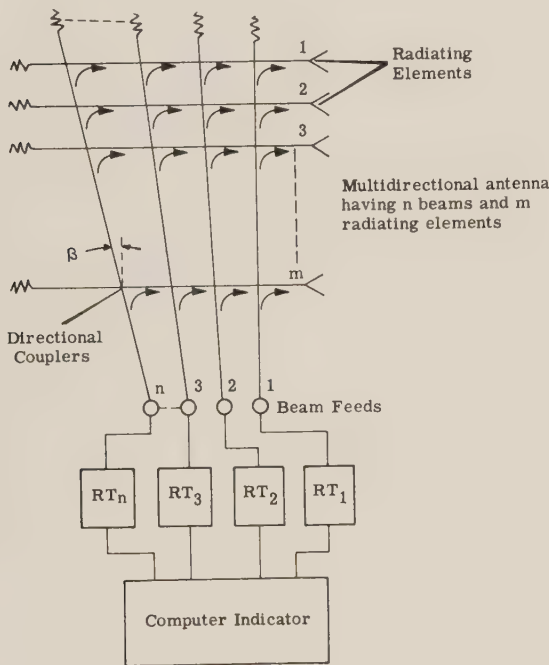 1
Radiating
Elements
2
3
Multidirectional antenna
having n beams and m
radiating elements
β
m
Directional
Couplers
n 3 2 1
Beam Feeds
RTn RT3 RT2 RT1
Computer Indicator